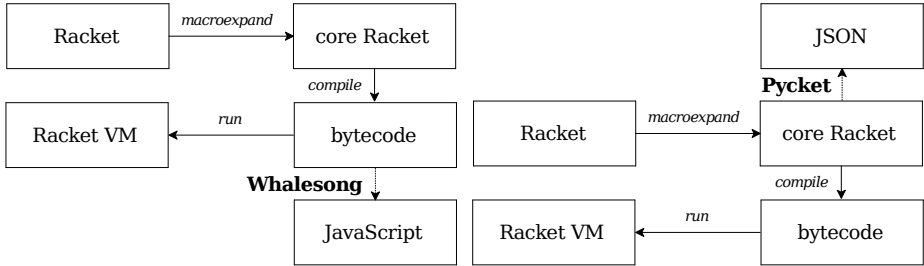 Racket
macroexpand
core Racket
compile
Racket VM
run
bytecode
Whalesong
JavaScript
JSON
Pycket
Racket
macroexpand
core Racket
compile
Racket VM
run
bytecode